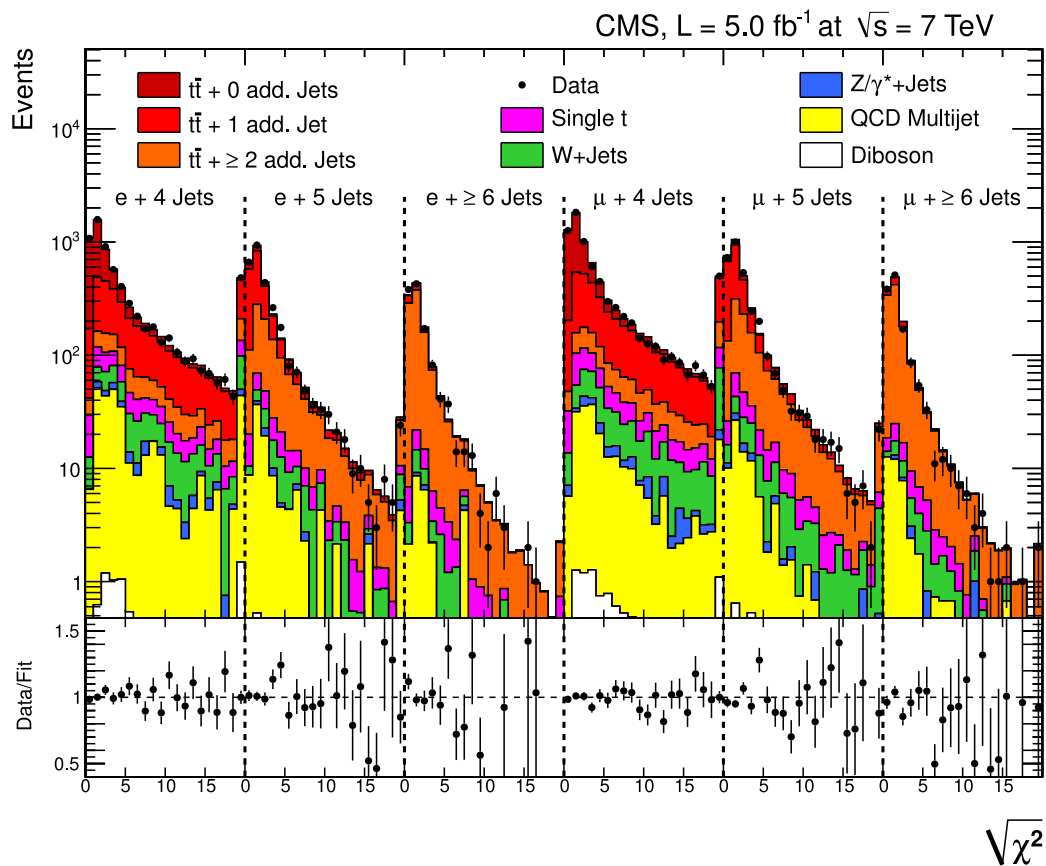 CMS, L = 5.0 fb⁻¹ at √s = 7 TeV
Events
tt̄ + 0 add. Jets
tt̄ + 1 add. Jet
tt̄ + ≥ 2 add. Jets
Data
Single t
W+Jets
Z/γ*+Jets
QCD Multijet
Diboson
e + 4 Jets e + 5 Jets e + ≥ 6 Jets μ + 4 Jets μ + 5 Jets μ + ≥ 6 Jets
10⁴
10³
10²
10
1
Data/Fit
1.5
1
0.5
0 5 10 15 0 5 10 15 0 5 10 15 0 5 10 15 0 5 10 15 0 5 10 15
√χ²